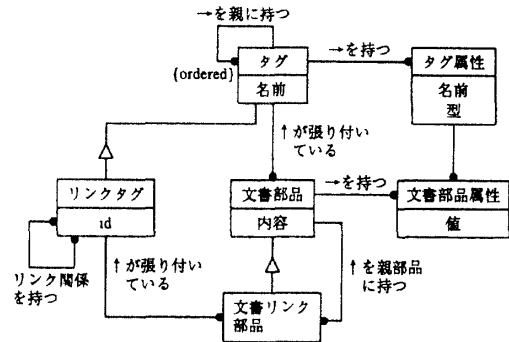 →を親に持つ
{ordered}
タグ
名前
→を持つ
タグ属性
名前
型
↑が張り付いている
リンクタグ
id
リンク関係を持つ
↑が張り付いている
文書部品
内容
→を持つ
文書部品属性
値
↑を親部品に持つ
文書リンク部品